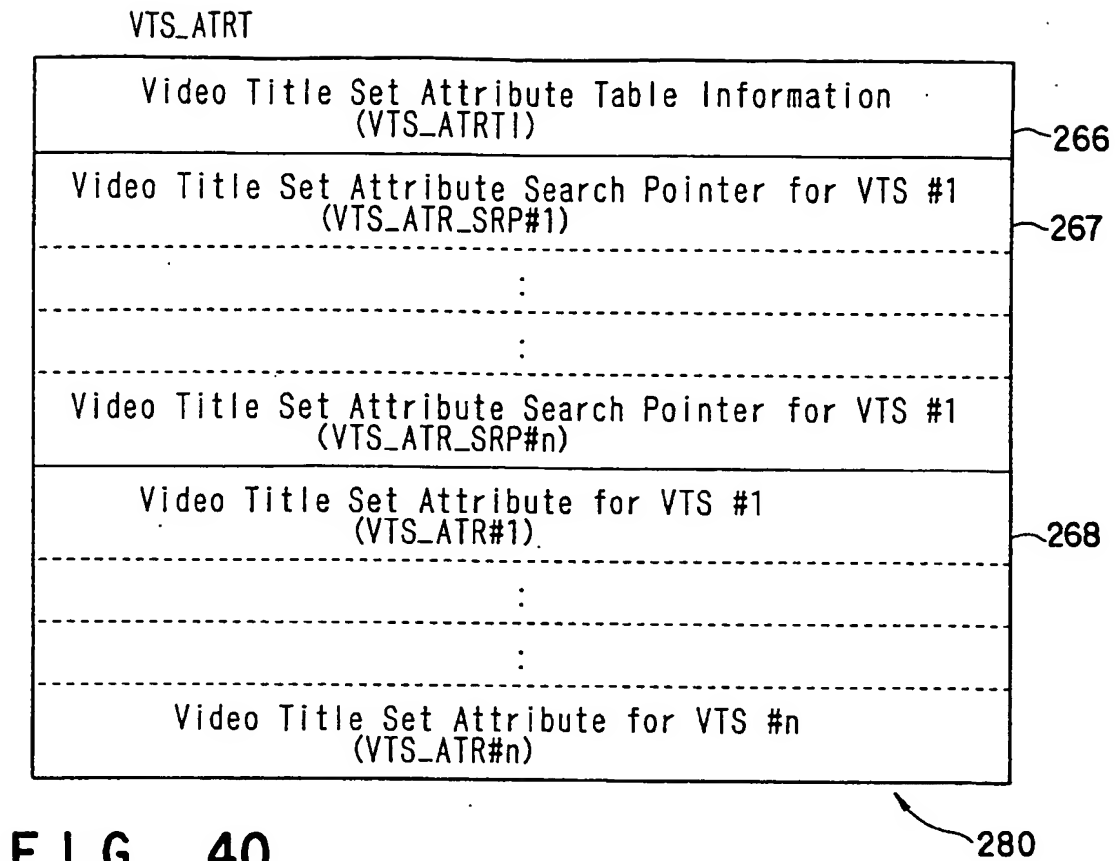 VTS_ATRT
Video Title Set Attribute Table Information
(VTS_ATRTI)
266
Video Title Set Attribute Search Pointer for VTS #1
(VTS_ATR_SRP#1)
267
:
:
Video Title Set Attribute Search Pointer for VTS #1
(VTS_ATR_SRP#n)
Video Title Set Attribute for VTS #1
(VTS_ATR#1)
268
:
:
Video Title Set Attribute for VTS #n
(VTS_ATR#n)
280
FIG. 40